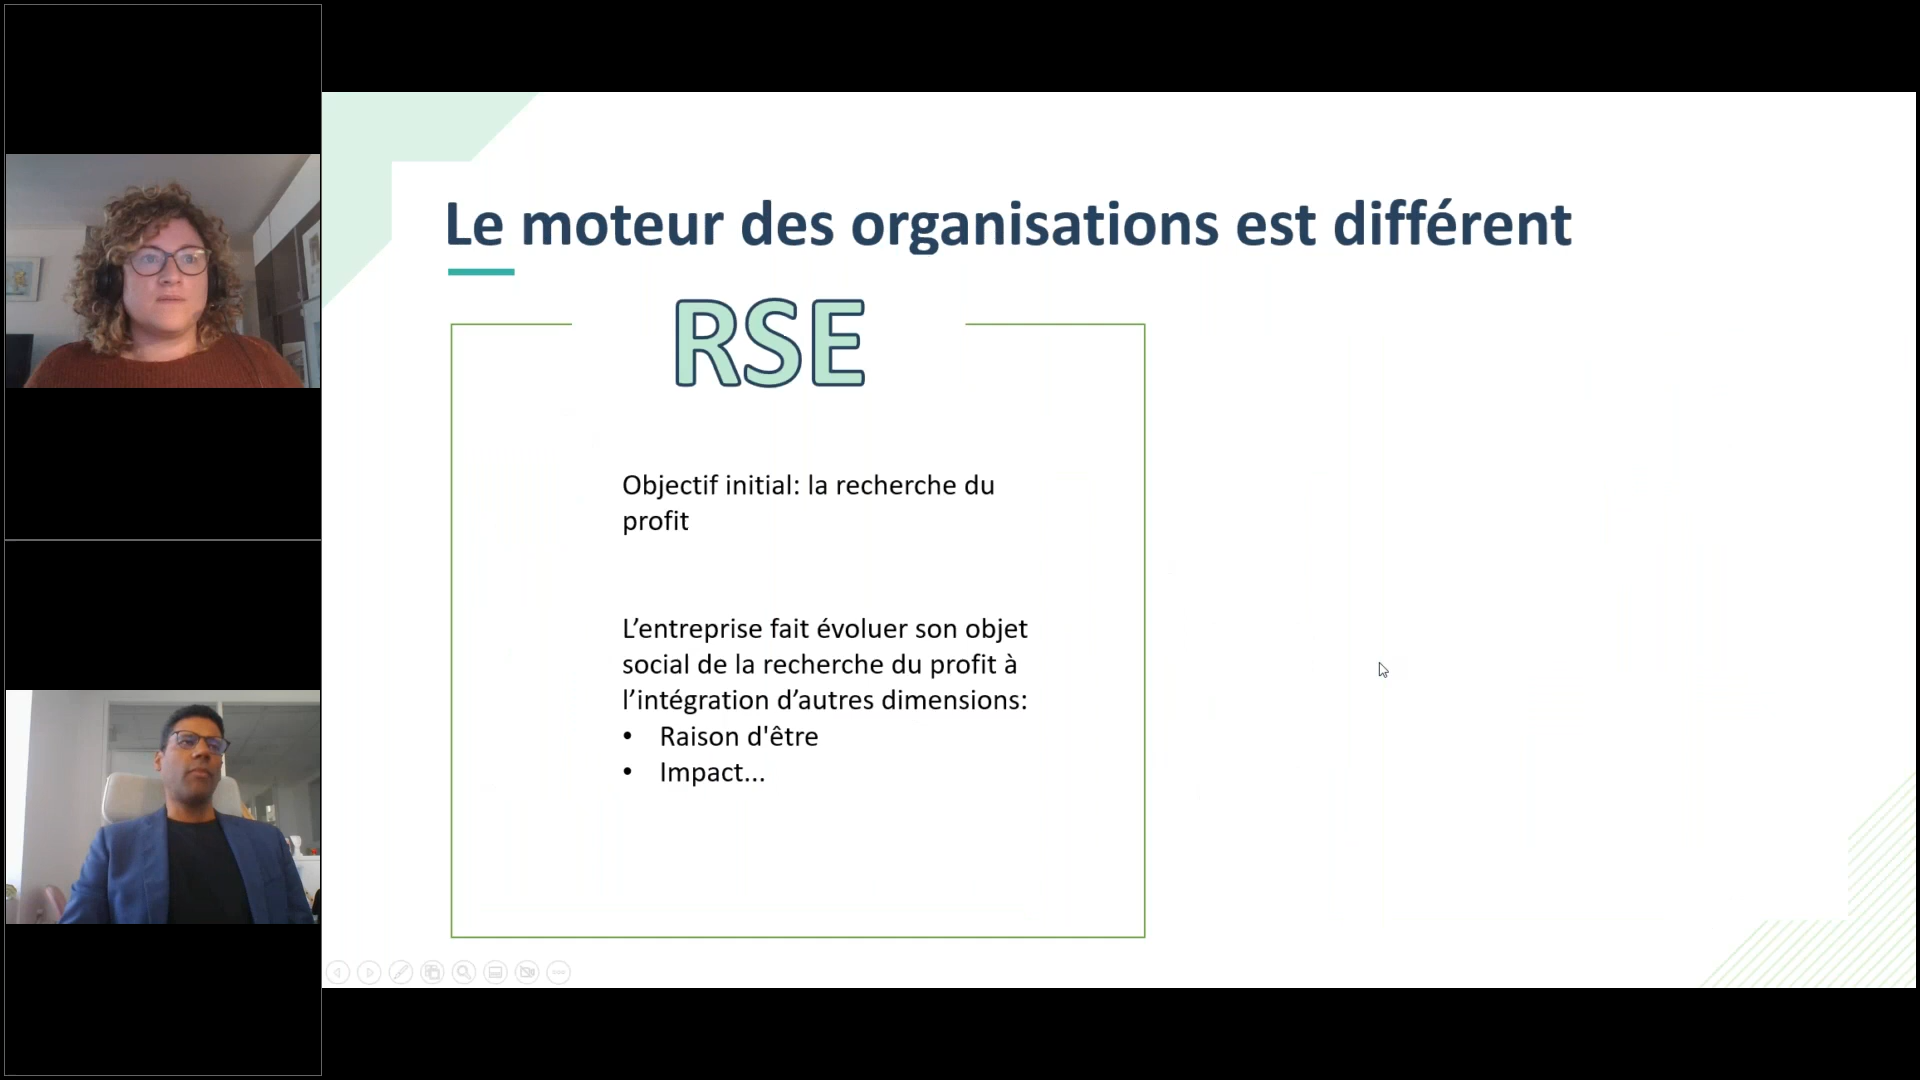 Le moteur des organisations est différent
RSE
Objectif initial: la recherche du
profit
L’entreprise fait évoluer son objet
social de la recherche du profit à
l’intégration d’autres dimensions:
• Raison d'être
• Impact...